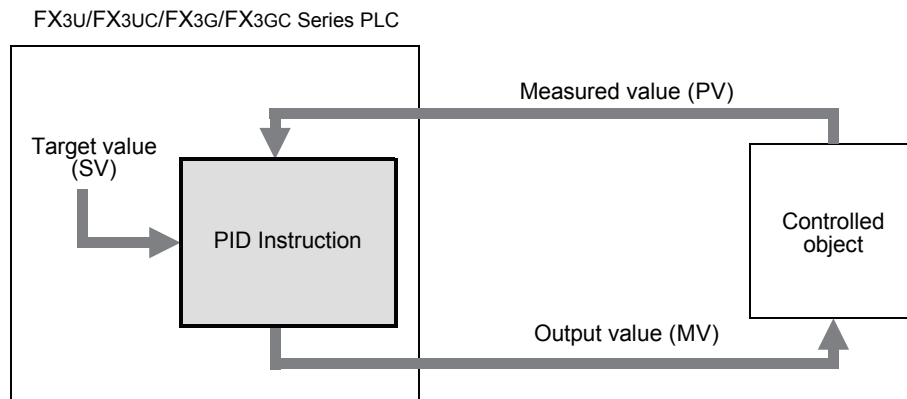 FX3U/FX3UC/FX3G/FX3GC Series PLC
Measured value (PV)
Target value
(SV)
PID Instruction
Controlled
object
Output value (MV)